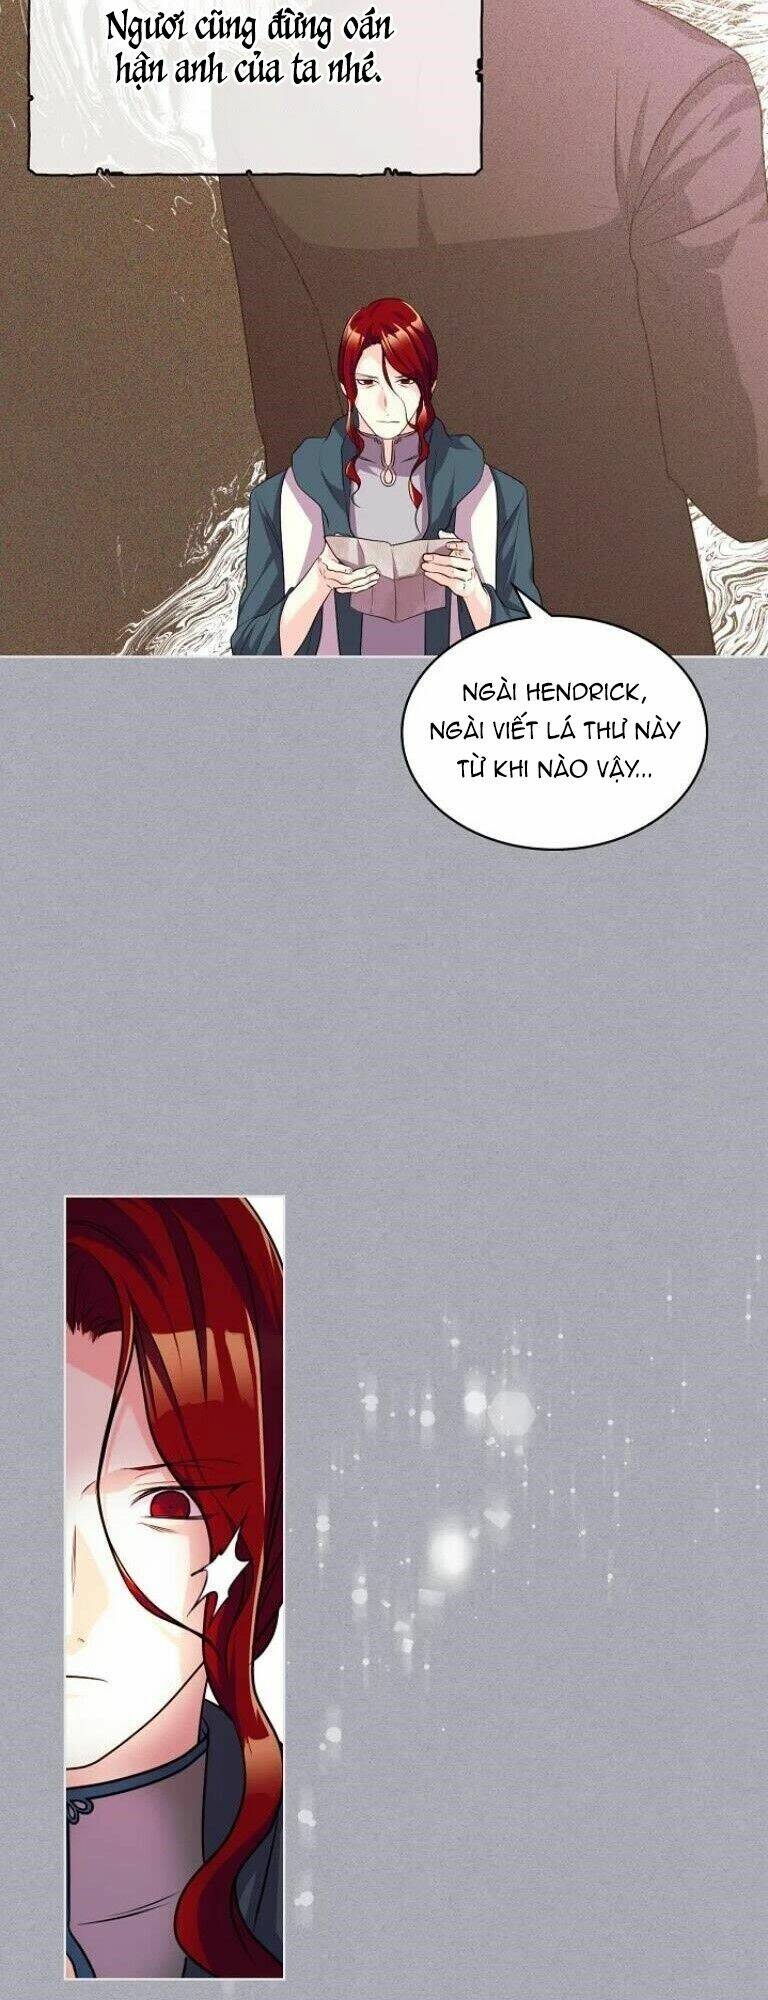 Ngươi cũng đừng oán
hận anh của ta nhé.
NGÀI HENDRICK,
NGÀI VIẾT LÁ THƯ NÀY
TỪ KHI NÀO VẬY...